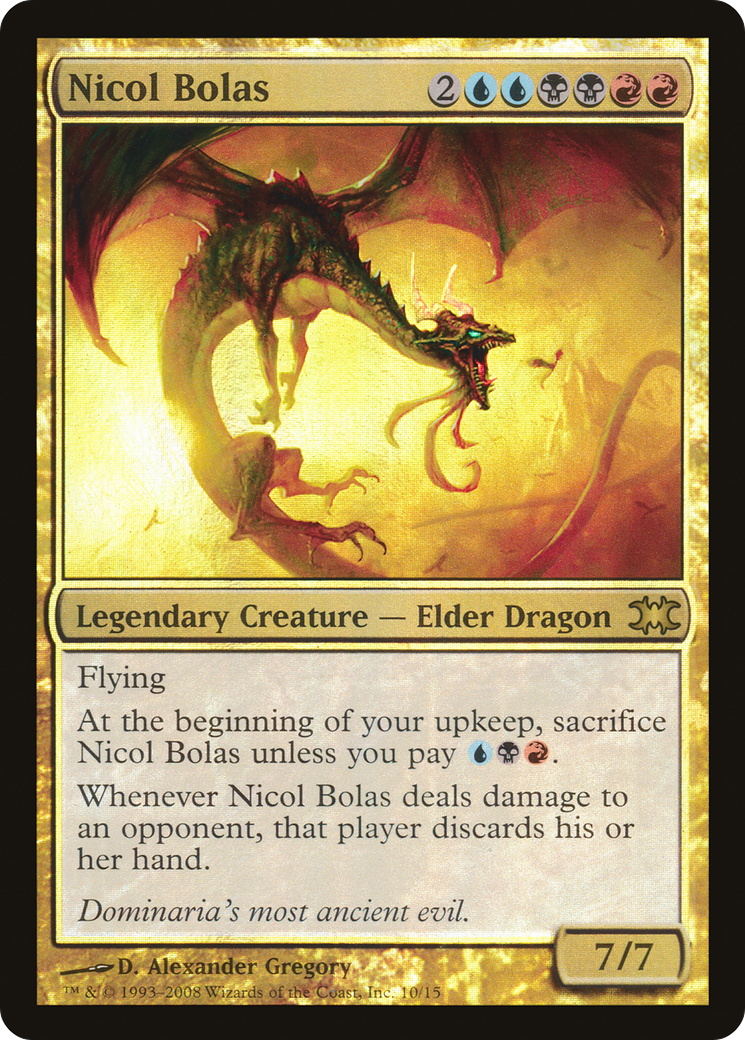 Nicol Bolas 2
Legendary Creature — Elder Dragon
Flying
At the beginning of your upkeep, sacrifice
Nicol Bolas unless you pay .
Whenever Nicol Bolas deals damage to
an opponent, that player discards his or
her hand.
Dominaria's most ancient evil.
7/7
D. Alexander Gregory
™ & © 1993–2008 Wizards of the Coast, Inc. 10/15